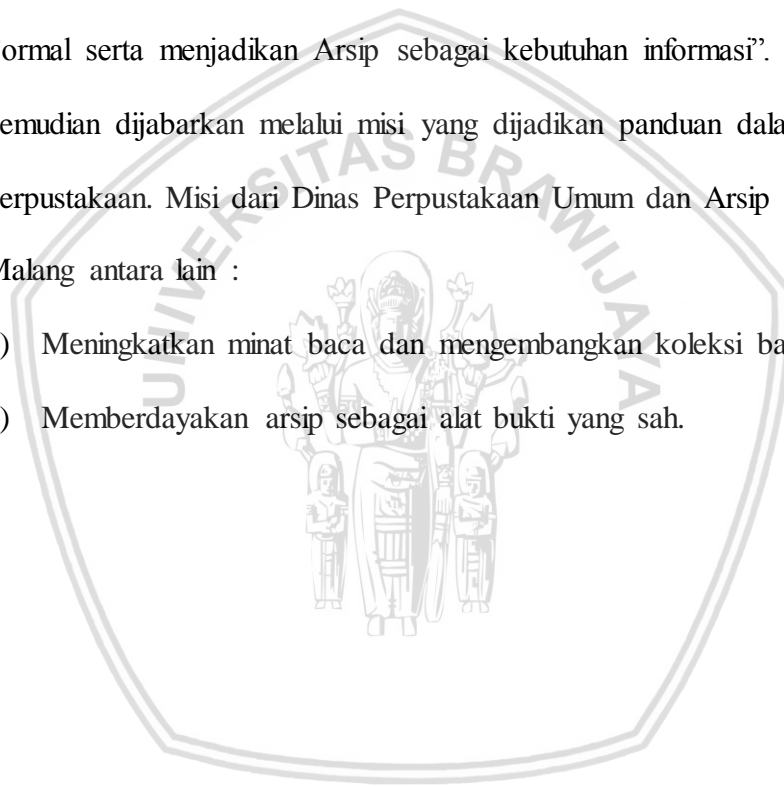 ormal serta menjadikan Arsip sebagai kebutuhan informasi”.
emudian dijabarkan melalui misi yang dijadikan panduan dala
erpustakaan. Misi dari Dinas Perpustakaan Umum dan Arsip
Malang antara lain :
) Meningkatkan minat baca dan mengembangkan koleksi ba
) Memberdayakan arsip sebagai alat bukti yang sah.
UNIVERSITAS BRAWIJAYA